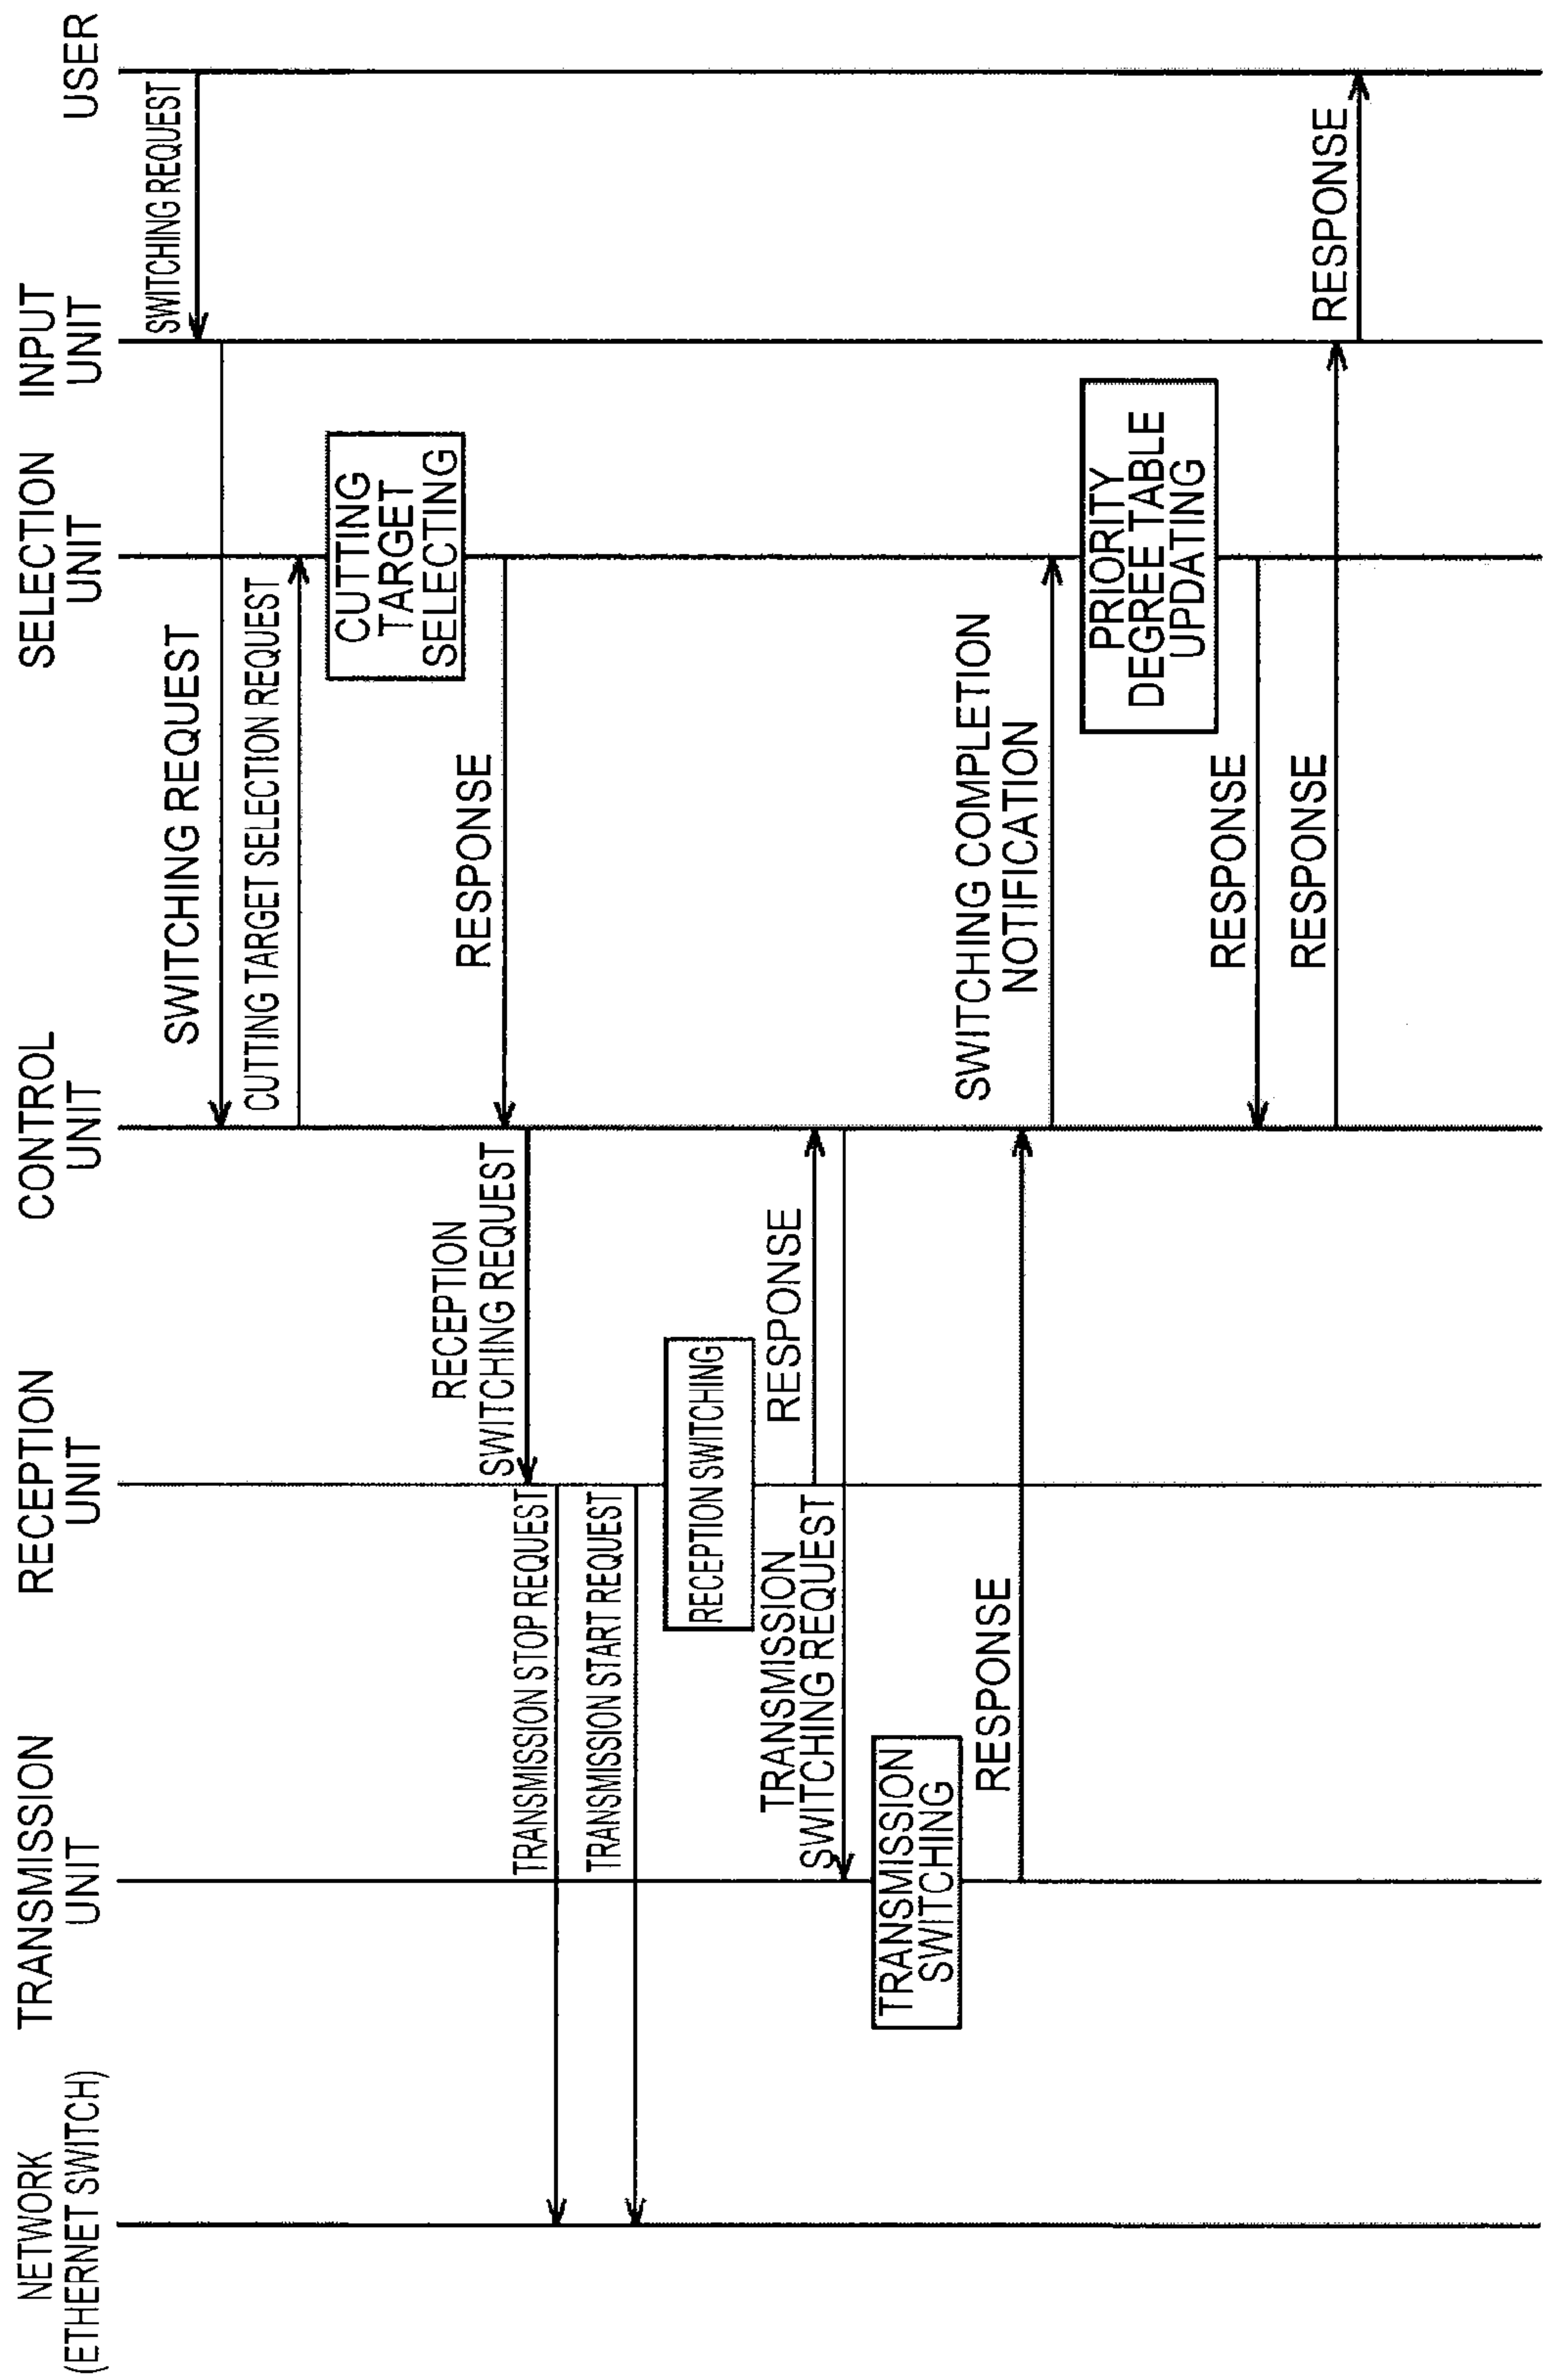 NETWORK
(ETHERNET SWITCH)
TRANSMISSION
UNIT
RECEPTION
UNIT
CONTROL
UNIT
SELECTION
UNIT
INPUT
UNIT
USER
SWITCHING REQUEST
SWITCHING REQUEST
CUTTING TARGET SELECTION REQUEST
CUTTING
TARGET
SELECTING
RESPONSE
RECEPTION
SWITCHING REQUEST
TRANSMISSION STOP REQUEST
TRANSMISSION START REQUEST
RECEPTION SWITCHING
RESPONSE
TRANSMISSION
SWITCHING REQUEST
TRANSMISSION
SWITCHING
RESPONSE
SWITCHING COMPLETION
NOTIFICATION
PRIORITY
DEGREE TABLE
UPDATING
RESPONSE
RESPONSE
RESPONSE